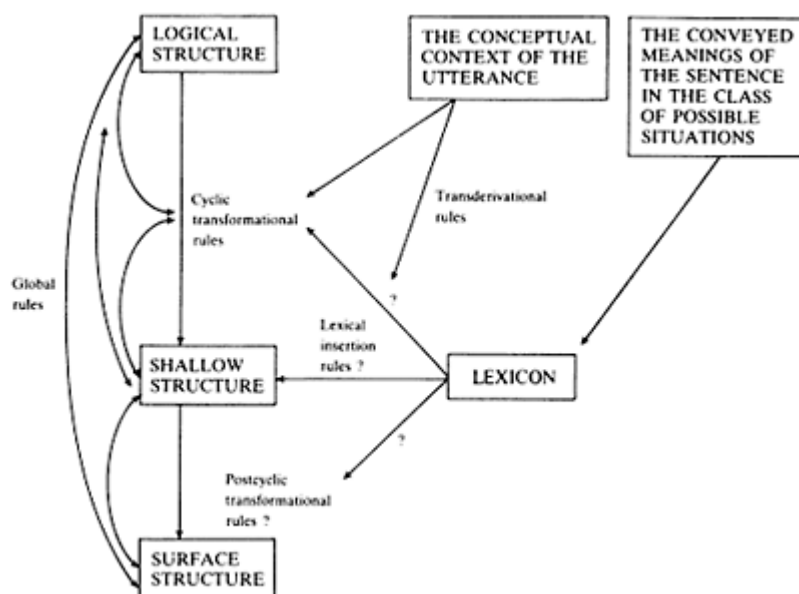 LOGICAL
STRUCTURE
THE CONCEPTUAL
CONTEXT OF THE
UTTERANCE
THE CONVEYED
MEANINGS OF
THE SENTENCE
IN THE CLASS
OF POSSIBLE
SITUATIONS
Cyclic
transformational
rules
Transderivational
rules
Global
rules
?
Lexical
insertion
rules ?
SHALLOW
STRUCTURE
LEXICON
?
Postcyclic
transformational
rules ?
SURFACE
STRUCTURE